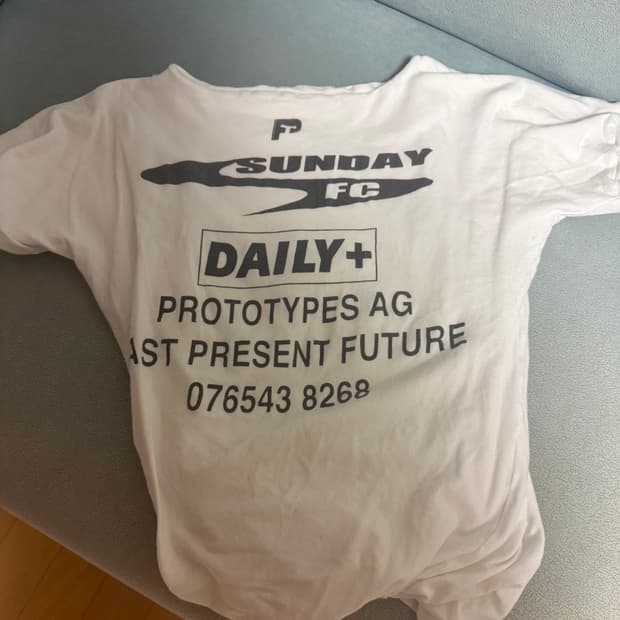 P
SUNDAY
FC
DAILY+
PROTOTYPES AG
AST PRESENT FUTURE
076543 8268